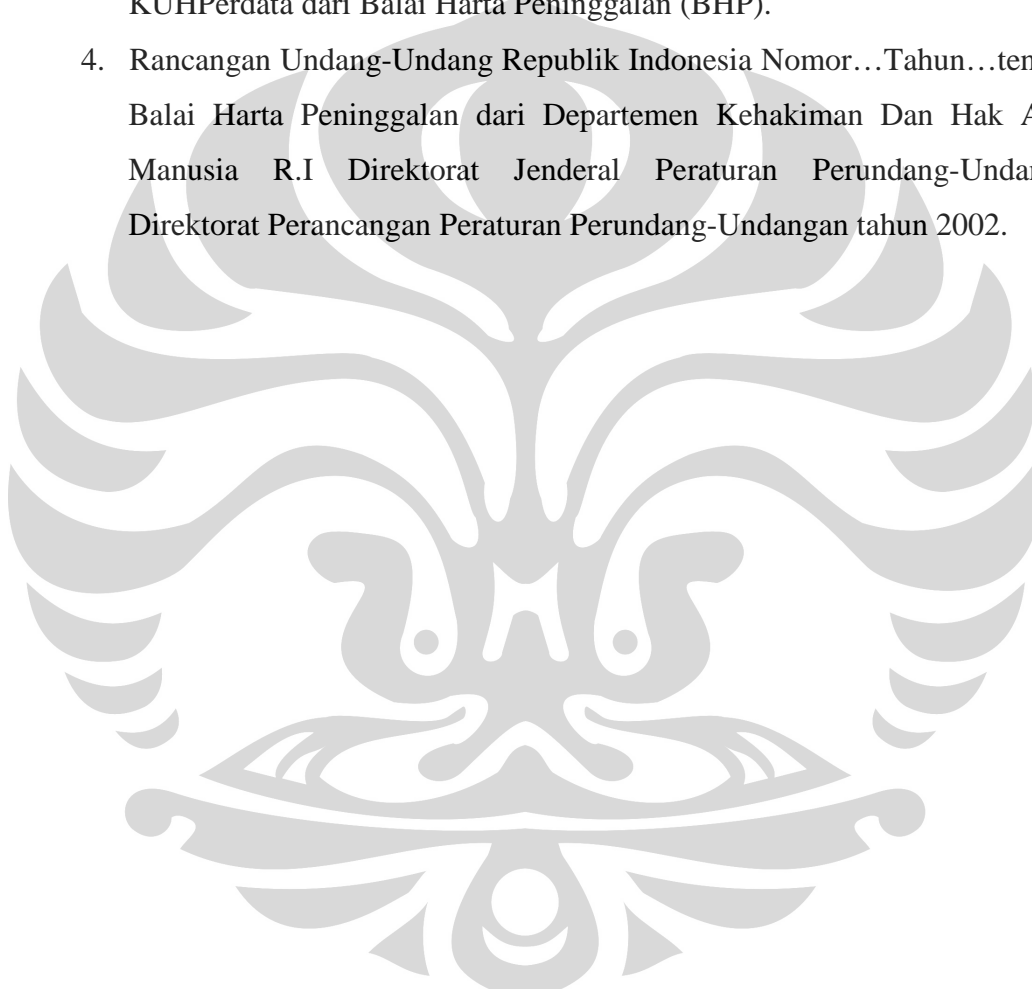 KUHPerdata dari Balai Harta Peninggalan (BHP).
4. Rancangan Undang-Undang Republik Indonesia Nomor…Tahun…ten
Balai Harta Peninggalan dari Departemen Kehakiman Dan Hak A
Manusia R.I Direktorat Jenderal Peraturan Perundang-Undan
Direktorat Perancangan Peraturan Perundang-Undangan tahun 2002.